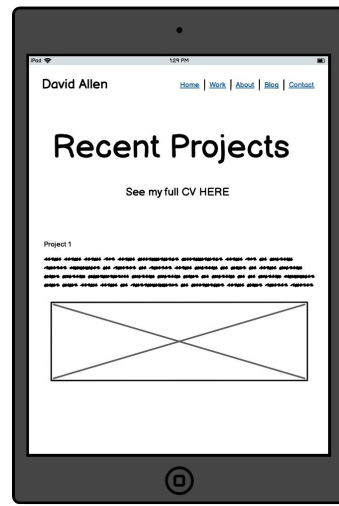 iPod 1:29 PM
David Allen Home | Work | About | Blog | Contact
Recent Projects
See my full CV HERE
Project 1